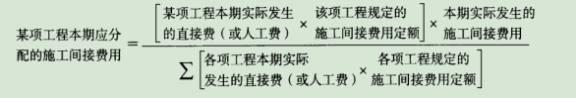 某项工程本期应分配的施工间接费用 = [某项工程本期实际发生的直接费（或人工费） × 该项工程规定的施工间接费用定额] × 本期实际发生的施工间接费用
∑[各项工程本期实际发生的直接费（或人工费） × 各项工程规定的施工间接费用定额]